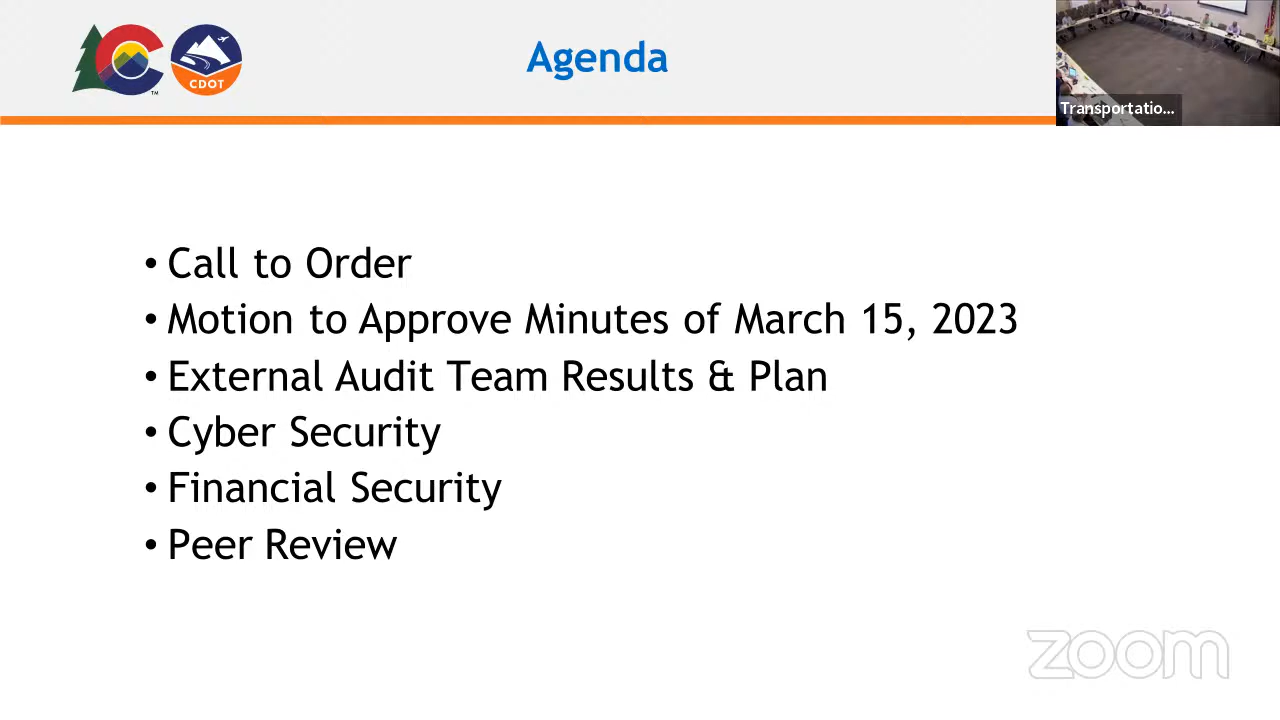 CDOT
TM
Agenda
Transportatio...
• Call to Order
• Motion to Approve Minutes of March 15, 2023
• External Audit Team Results & Plan
• Cyber Security
• Financial Security
• Peer Review
zoom